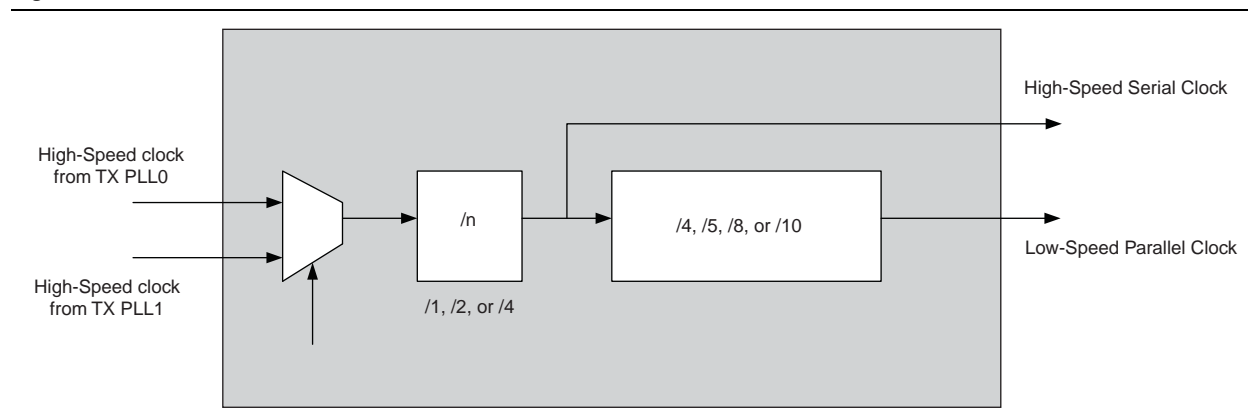 High-Speed Serial Clock
High-Speed clock
from TX PLL0
/n
/4, /5, /8, or /10
Low-Speed Parallel Clock
High-Speed clock
from TX PLL1
/1, /2, or /4